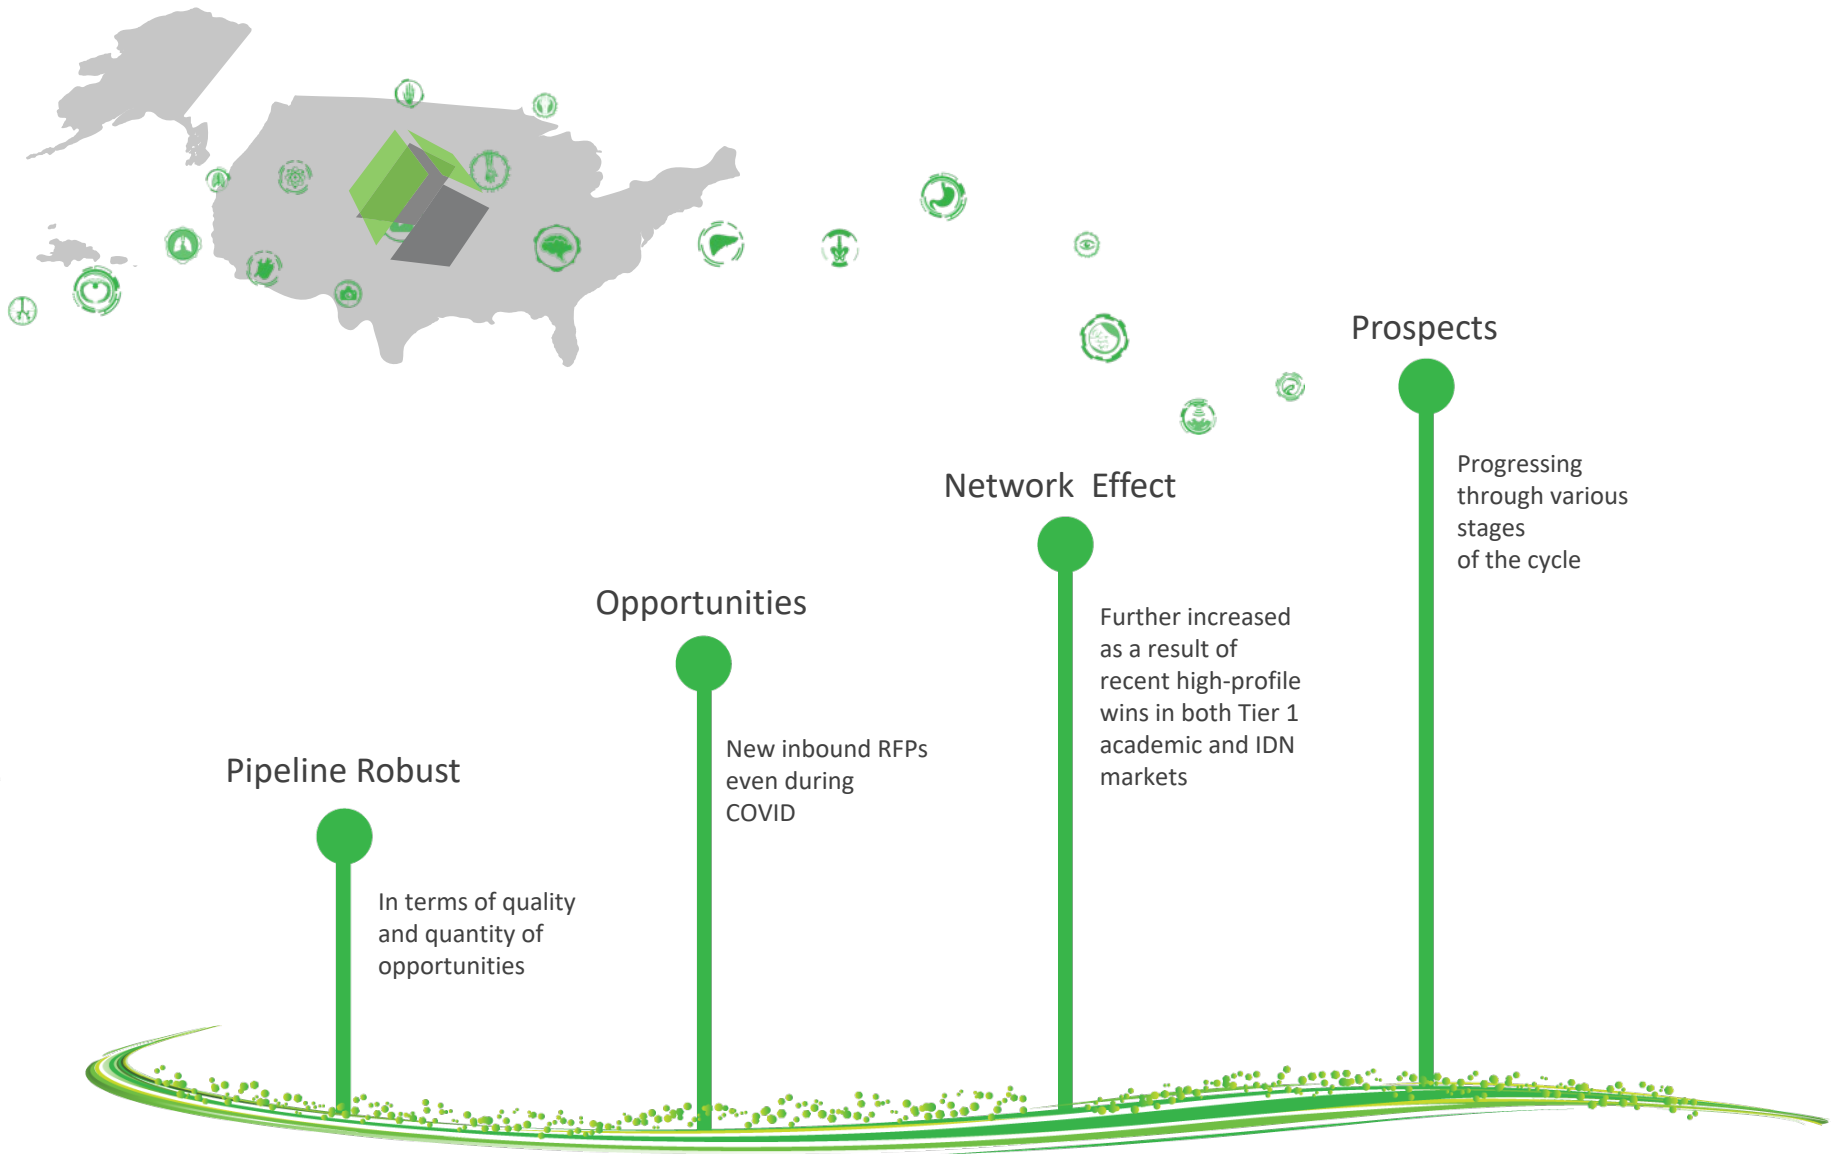 Prospects
Progressing
through various
stages
of the cycle
Network Effect
Further increased
as a result of
recent high-profile
wins in both Tier 1
academic and IDN
markets
Opportunities
New inbound RFPs
even during
COVID
Pipeline Robust
In terms of quality
and quantity of
opportunities